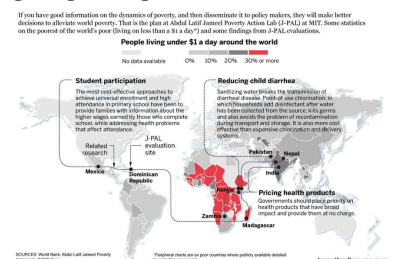 If you have good information on the dynamics of poverty, and then disseminate it to policy makers, they will make better
decisions to alleviate world poverty. That is the plan at Abdul Latif Jameel Poverty Action Lab (J-PAL) at MIT. Some statistics
on the poorest of the world's poor (living on less than a $1 a day*) and some findings from J-PAL evaluations.
People living under $1 a day around the world
No data available
0%
10%
20%
30% or more
Student participation
The most cost-effective approaches to
achieve universal enrollment and high
attendance in primary school have been to
provide families with information about the
higher wages earned by those who complete
school, while addressing health problems
that affect attendance.
Reducing child diarrhea
Sanitizing water breaks the transmission of
diarrheal disease. Point-of-use chlorination, in
which households add disinfectant after water
has been collected from the source, kills germs
and also avoids the problem of recontamination
during transport and storage. It is also more cost
effective than expensive chlorination and delivery
systems.
Related
research
J-PAL
evaluation
site
Mexico
Dominican
Republic
Pakistan
Nepal
India
Kenya
Zambia
Madagascar
Pricing health products
Governments should place priority on
health products that have broad
impact and provide them at no charge.
SOURCES: World Bank; Abdul Latif Jameel Poverty
*Peripheral charts are on poor countries where publicly available detailed